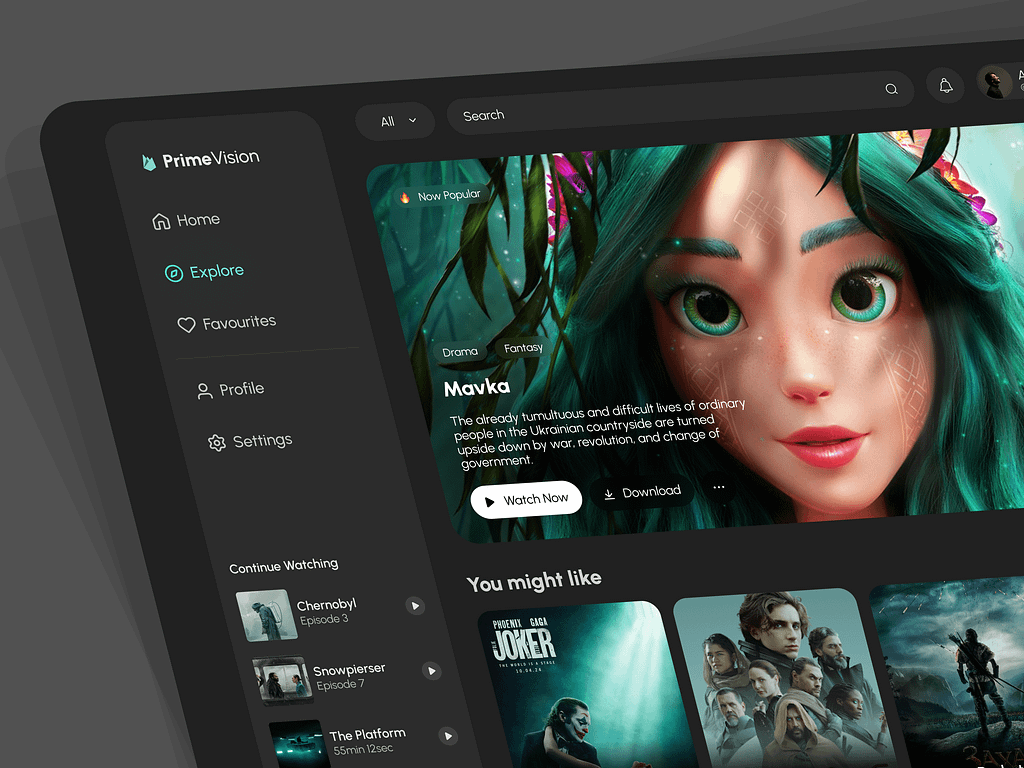 All
Search
PrimeVision
Home
Explore
Favourites
Profile
Settings
Continue Watching
Chernobyl
Episode 3
Snowpierser
Episode 7
The Platform
55min 12sec
Now Popular
Drama
Fantasy
Mavka
The already tumultuous and difficult lives of ordinary
people in the Ukrainian countryside are turned
upside down by war, revolution, and change of
government.
Watch Now
Download
You might like
PHOENIX GAGA
JOKER
THE WORLD IS A STAGE